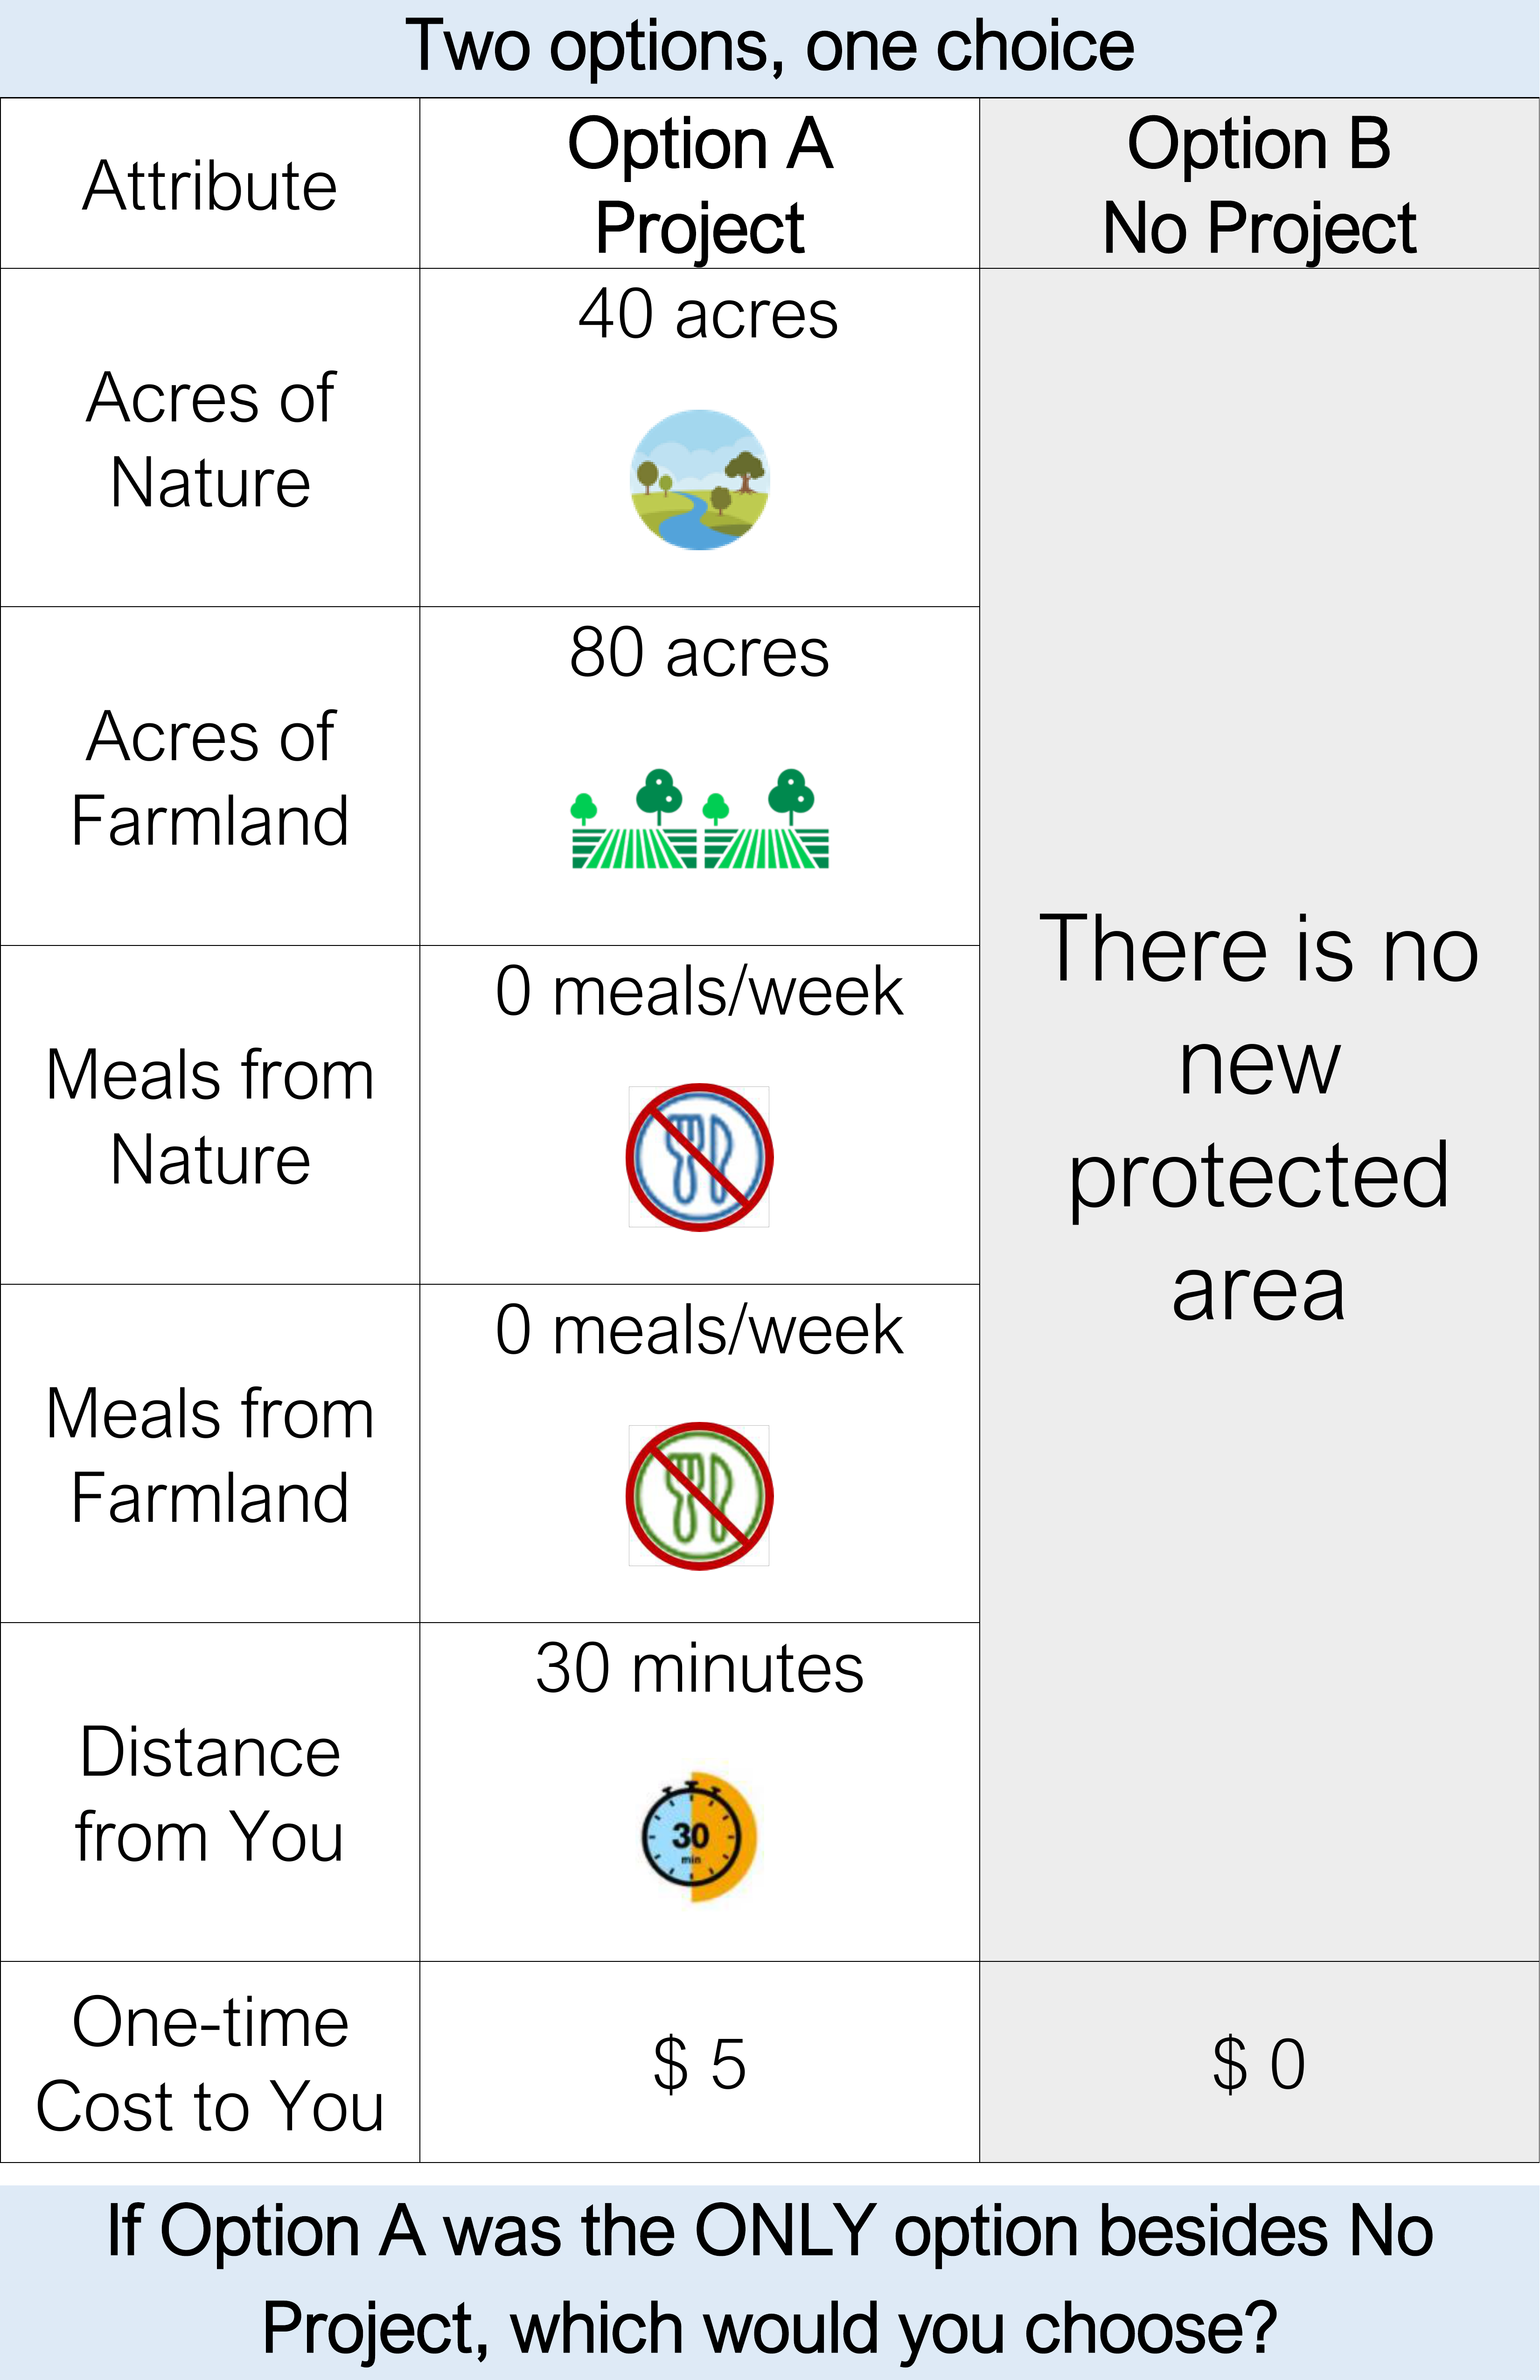 Two options, one choice
Attribute
Option A
Project
Option B
No Project
Acres of
Nature
40 acres
Acres of
Farmland
80 acres
Meals from
Nature
0 meals/week
Meals from
Farmland
0 meals/week
Distance
from You
30 minutes
30
min
There is no
new
protected
area
One-time
Cost to You
$ 5
$ 0
If Option A was the ONLY option besides No
Project, which would you choose?